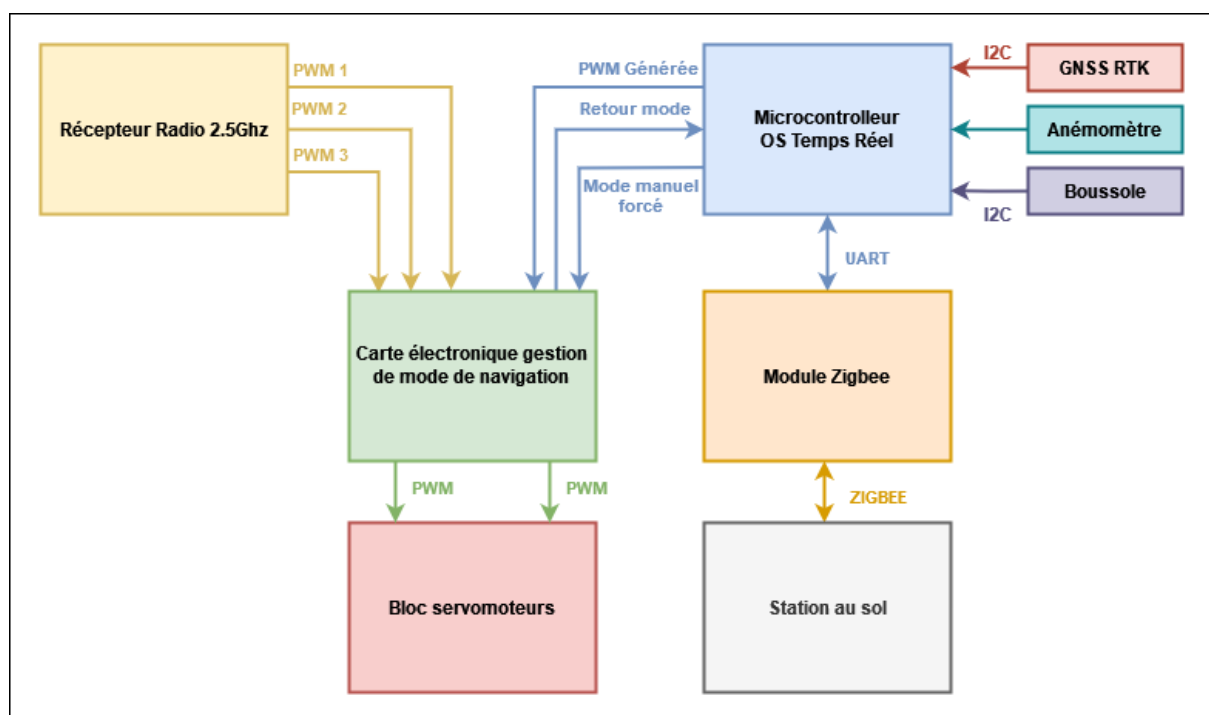 Récepteur Radio 2.5Ghz
PWM 1
PWM 2
PWM 3
PWM Générée
Retour mode
Mode manuel
forcé
Microcontrolleur
OS Temps Réel
I2C
GNSS RTK
Anémomètre
Boussole
I2C
UART
Carte électronique gestion
de mode de navigation
Module Zigbee
PWM
PWM
ZIGBEE
Bloc servomoteurs
Station au sol